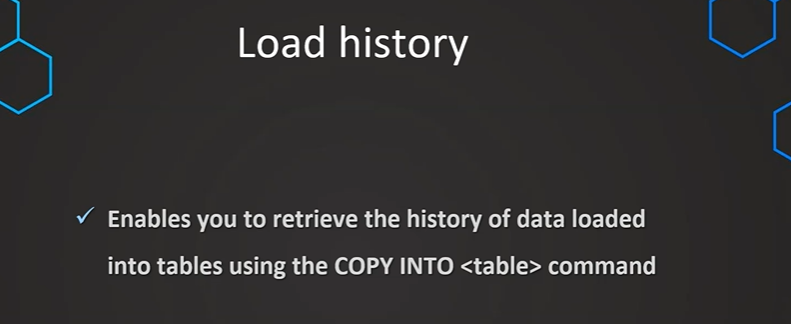 Load history
✓ Enables you to retrieve the history of data loaded
into tables using the COPY INTO <table> command